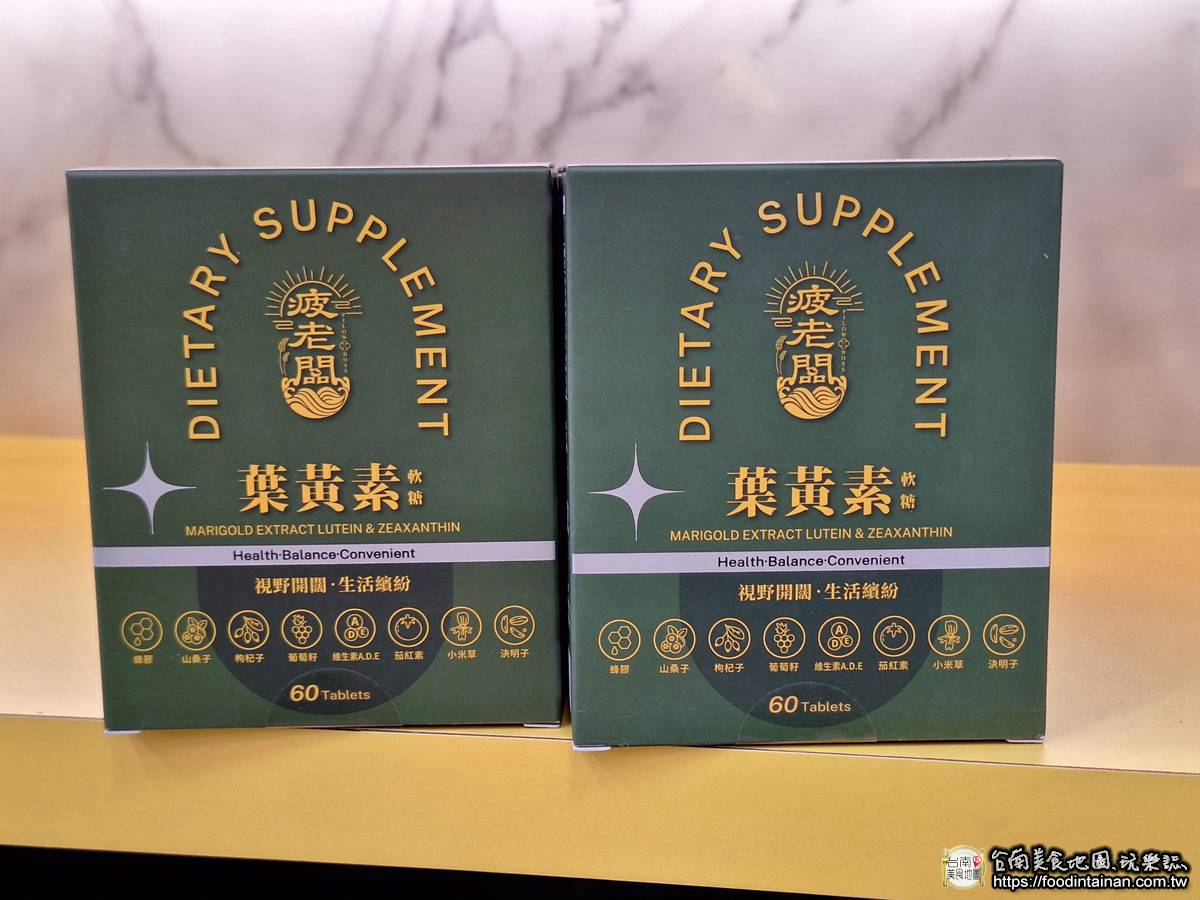 DIETARY SUPPLEMENT
疲老闆
葉黃素
軟糖
MARIGOLD EXTRACT LUTEIN & ZEAXANTHIN
Health·Balance·Convenient
視野開闊·生活繽紛
蜂膠 山桑子 枸杞子 葡萄籽 維生素A.D.E 茄紅素 小米草 決明子
60 Tablets
DIETARY SUPPLEMENT
疲老闆
葉黃素
軟糖
MARIGOLD EXTRACT LUTEIN & ZEAXANTHIN
Health·Balance·Convenient
視野開闊·生活繽紛
蜂膠 山桑子 枸杞子 葡萄籽 維生素A.D.E 茄紅素 小米草 決明子
60 Tablets
台南
美食地圖
台南美食地圖.玩樂誌
https://foodintainan.com.tw